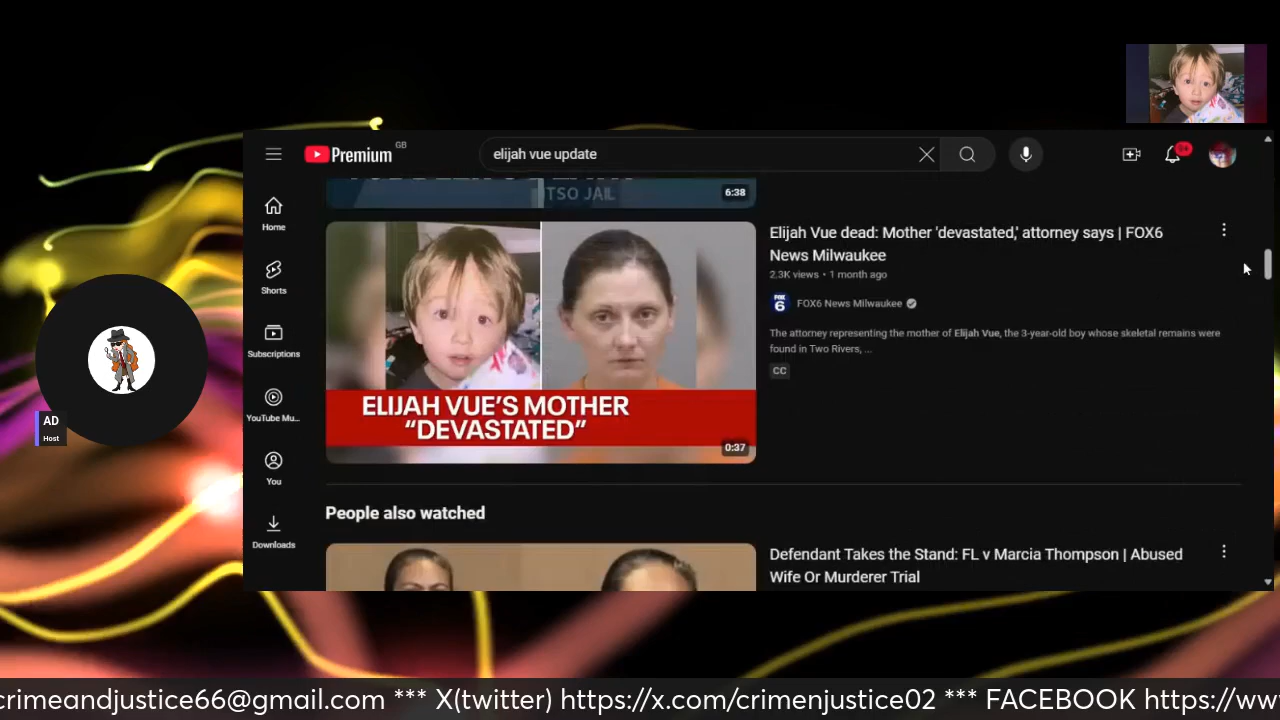 GB
Premium
elijah vue update
Home
Shorts
Subscriptions
YouTube Mu...
You
Downloads
AD
Host
TSO JAIL
6:38
ELIJAH VUE'S MOTHER
"DEVASTATED"
0:37
Elijah Vue dead: Mother 'devastated,' attorney says | FOX6
News Milwaukee
2.3K views • 1 month ago
FOX
6
FOX6 News Milwaukee
The attorney representing the mother of Elijah Vue, the 3-year-old boy whose skeletal remains were
found in Two Rivers, ...
CC
People also watched
Defendant Takes the Stand: FL v Marcia Thompson | Abused
Wife Or Murderer Trial
crimeandjustice66@gmail.com *** X(twitter) https://x.com/crimenjustice02 *** FACEBOOK https://ww